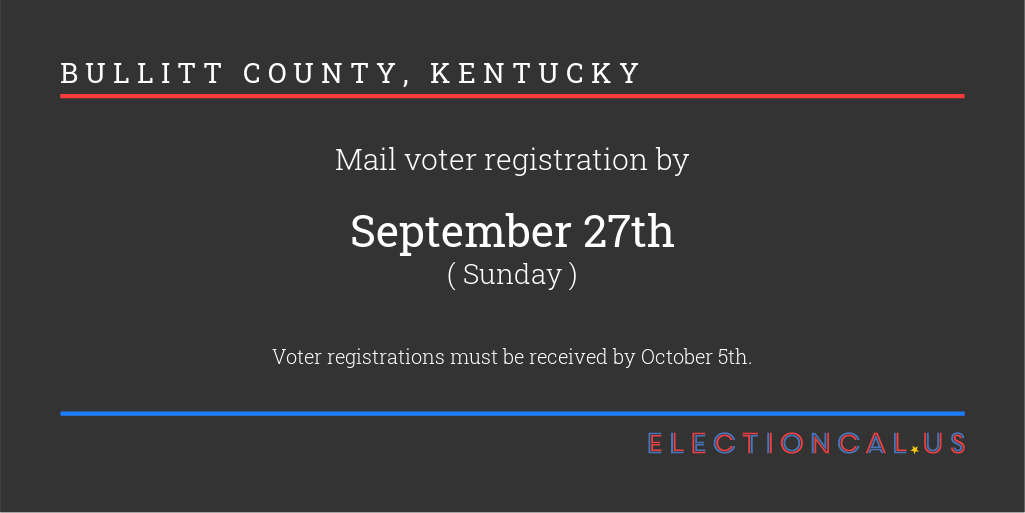 BULLITT COUNTY, KENTUCKY
Mail voter registration by
September 27th
( Sunday )
Voter registrations must be received by October 5th.
ELECTIONCAL.US